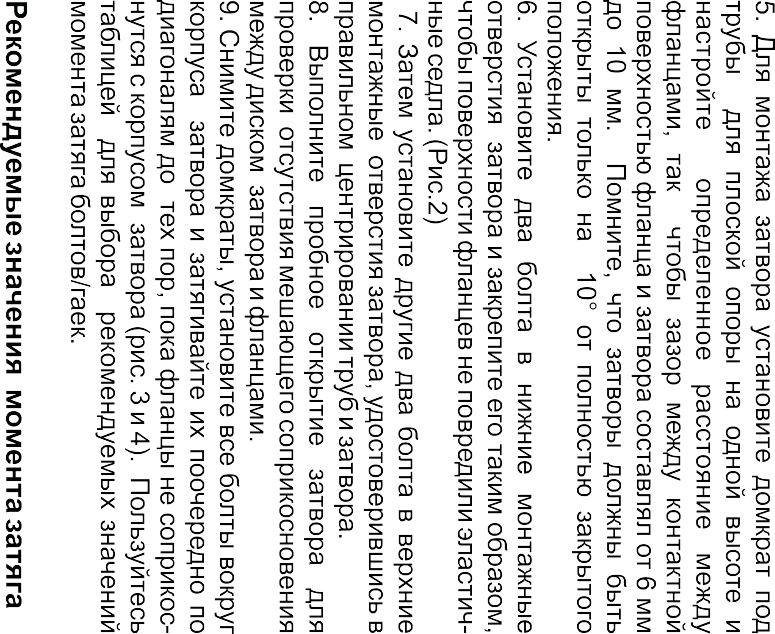 5. Для монтажа затвора установите домкрат под
трубы для плоской опоры на одной высоте и
настройте определенное расстояние между
фланцами, так чтобы зазор между контактной
поверхностью фланца и затвора составлял от 6 мм
до 10 мм. Помните, что затворы должны быть
открыты только на 10° от полностью закрытого
положения.
6. Установите два болта в нижние монтажные
отверстия затвора и закрепите его таким образом,
чтобы поверхности фланцев не повредили эластич-
ные седла. (Рис.2)
7. Затем установите другие два болта в верхние
монтажные отверстия затвора, удостоверившись в
правильном центрировании труб и затвора.
8. Выполните пробное открытие затвора для
проверки отсутствия мешающего соприкосновения
между диском затвора и фланцами.
9. Снимите домкраты, установите все болты вокруг
корпуса затвора и затягивайте их поочередно по
диагоналям до тех пор, пока фланцы не соприкос-
нутся с корпусом затвора (рис. 3 и 4). Пользуйтесь
таблицей для выбора рекомендуемых значений
момента затяга болтов/гаек.
Рекомендуемые значения момента затяга